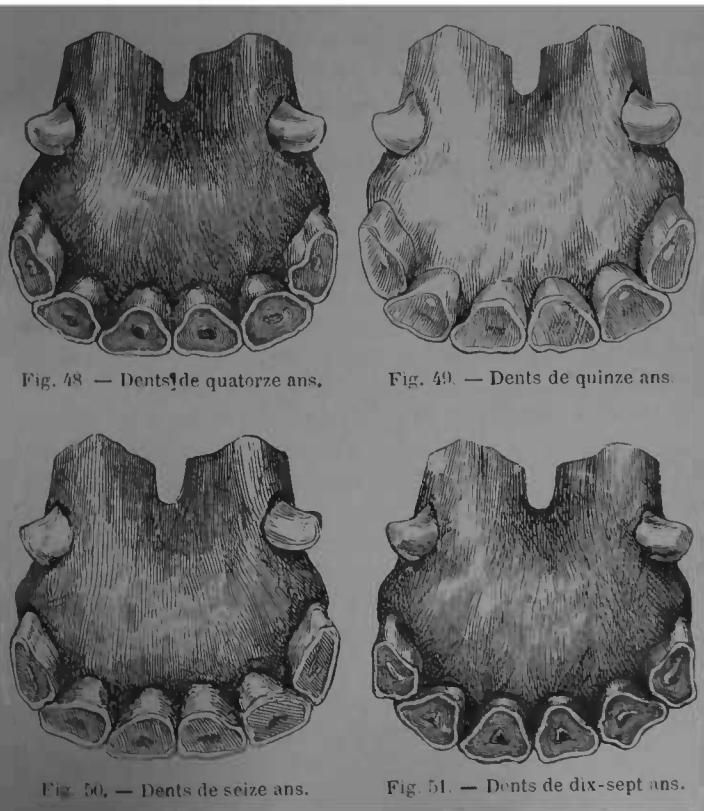 Fig. 48 — Dents de quatorze ans.
Fig. 49. — Dents de quinze ans.
Fig. 50. — Dents de seize ans.
Fig. 51. — Dents de dix-sept ans.